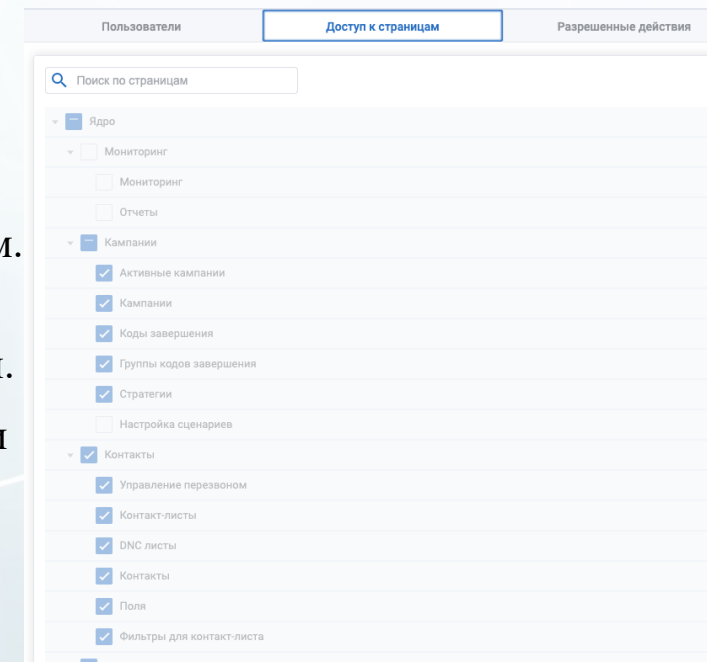 Пользователи Доступ к страницам Разрешенные действия
Поиск по страницам
Ядро
Мониторинг
Мониторинг
Отчеты
Кампании
Активные кампании
Кампании
Коды завершения
Группы кодов завершения
Стратегии
Настройка сценариев
Контакты
Управление перезвоном
Контакт-листы
DNC листы
Контакты
Поля
Фильтры для контакт-листа